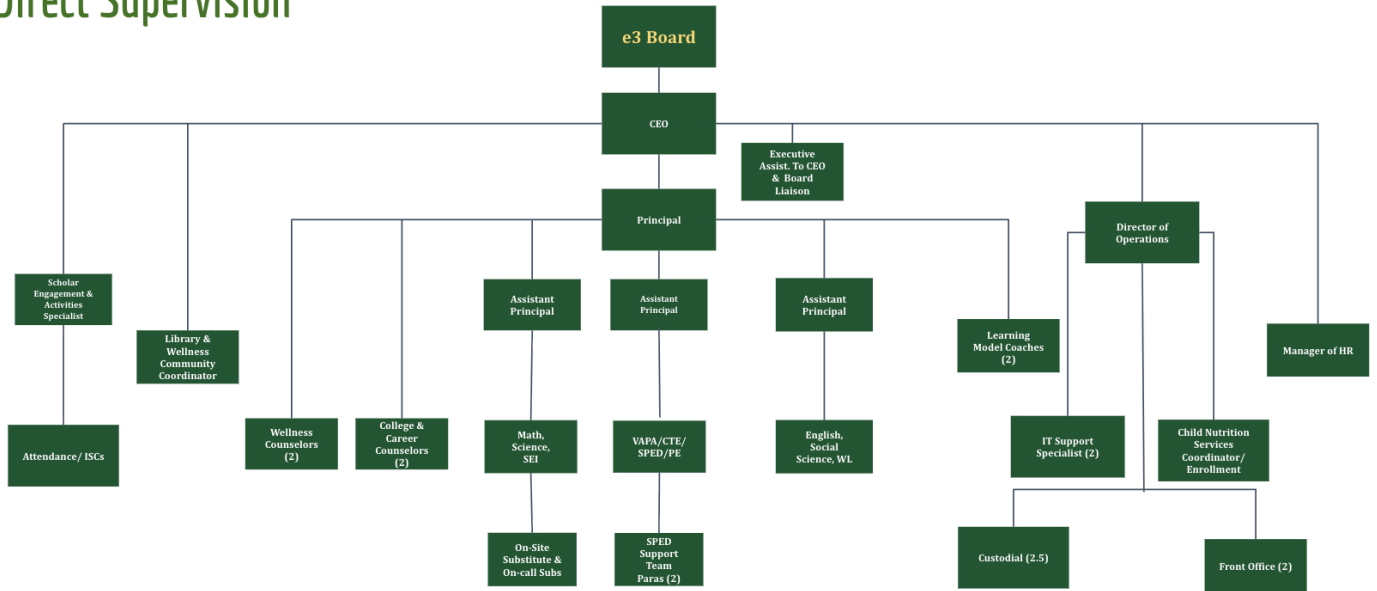 Direct Supervision
e3 Board
CEO
Executive
Assist. To CEO
& Board
Liaison
Principal
Director of
Operations
Scholar
Engagement &
Activities
Specialist
Assistant
Principal
Assistant
Principal
Assistant
Principal
Library &
Wellness
Community
Coordinator
Learning
Model Coaches
(2)
Manager of HR
Attendance/ ISCs
Wellness
Counselors
(2)
College &
Career
Counselors
(2)
Math,
Science,
SEI
VAPA/CTE/
SPED/PE
English,
Social
Science, WL
IT Support
Specialist (2)
Child Nutrition
Services
Coordinator/
Enrollment
On-Site
Substitute &
On-call Subs
SPED
Support
Team
Paras (2)
Custodial (2.5)
Front Office (2)